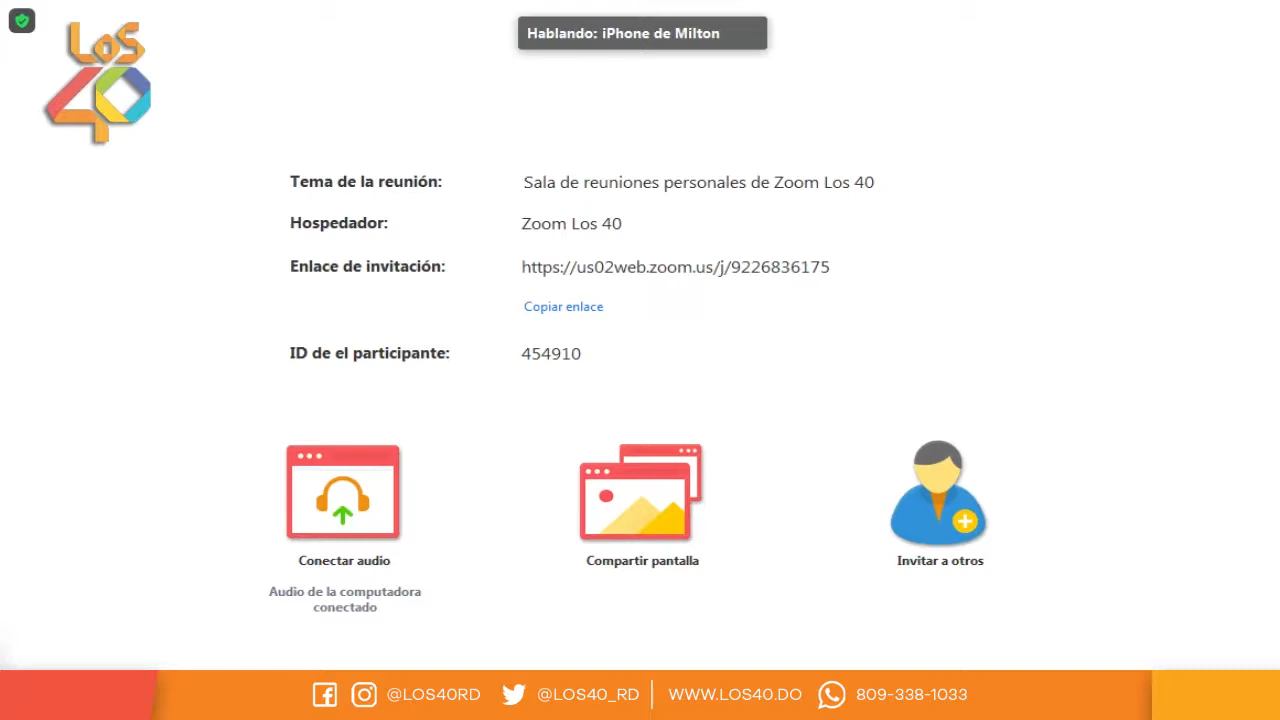 LOS
40
Hablando: iPhone de Milton
Tema de la reunión: Sala de reuniones personales de Zoom Los 40
Hospedador: Zoom Los 40
Enlace de invitación: https://us02web.zoom.us/j/9226836175
Copiar enlace
ID de el participante: 454910
Conectar audio
Compartir pantalla
Invitar a otros
Audio de la computadora
conectado
@LOS40RD @LOS40_RD WWW.LOS40.DO 809-338-1033